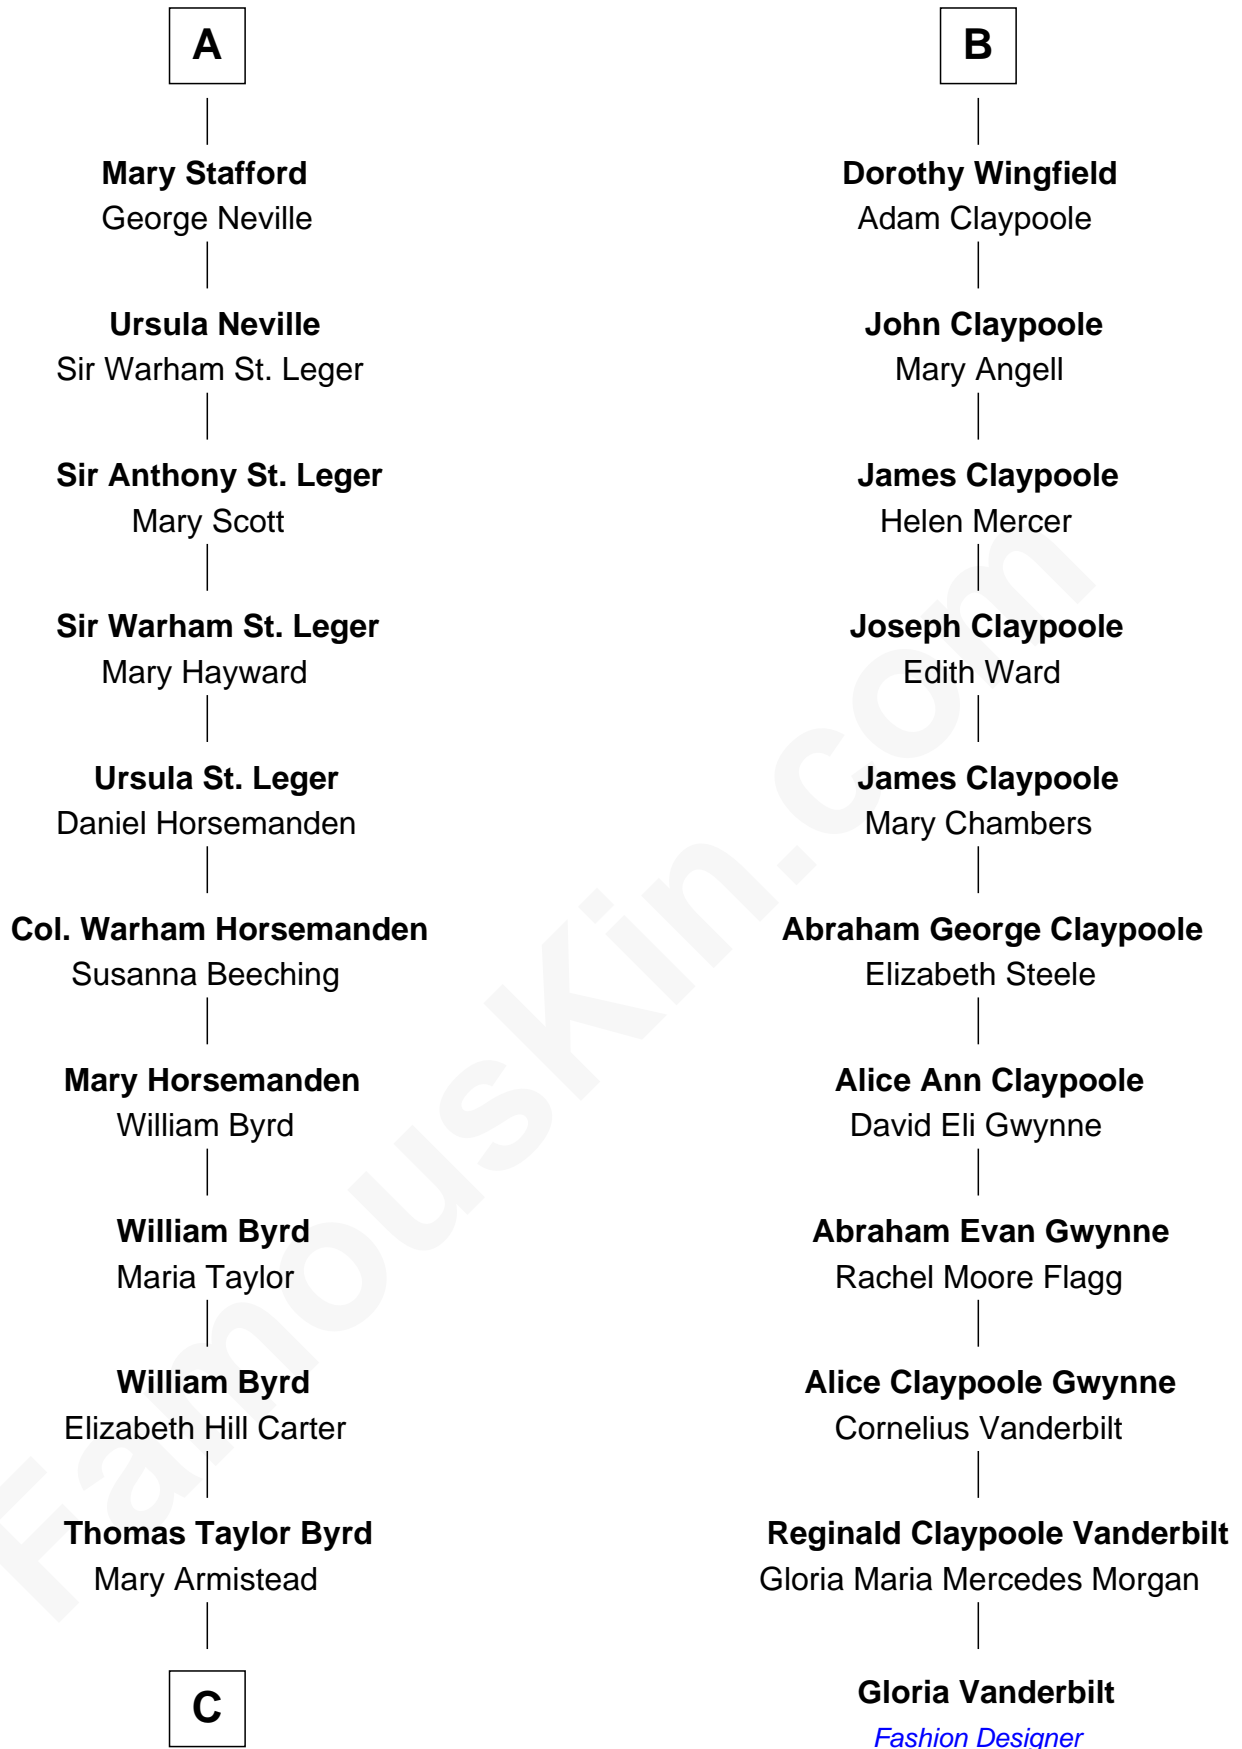 A
Mary Stafford
George Neville
Ursula Neville
Sir Warham St. Leger
Sir Anthony St. Leger
Mary Scott
Sir Warham St. Leger
Mary Hayward
Ursula St. Leger
Daniel Horsemanden
Col. Warham Horsemanden
Susanna Beeching
Mary Horsemanden
William Byrd
William Byrd
Maria Taylor
William Byrd
Elizabeth Hill Carter
Thomas Taylor Byrd
Mary Armistead
C
B
Dorothy Wingfield
Adam Claypoole
John Claypoole
Mary Angell
James Claypoole
Helen Mercer
Joseph Claypoole
Edith Ward
James Claypoole
Mary Chambers
Abraham George Claypoole
Elizabeth Steele
Alice Ann Claypoole
David Eli Gwynne
Abraham Evan Gwynne
Rachel Moore Flagg
Alice Claypoole Gwynne
Cornelius Vanderbilt
Reginald Claypoole Vanderbilt
Gloria Maria Mercedes Morgan
Gloria Vanderbilt
Fashion Designer
FamousKin.com